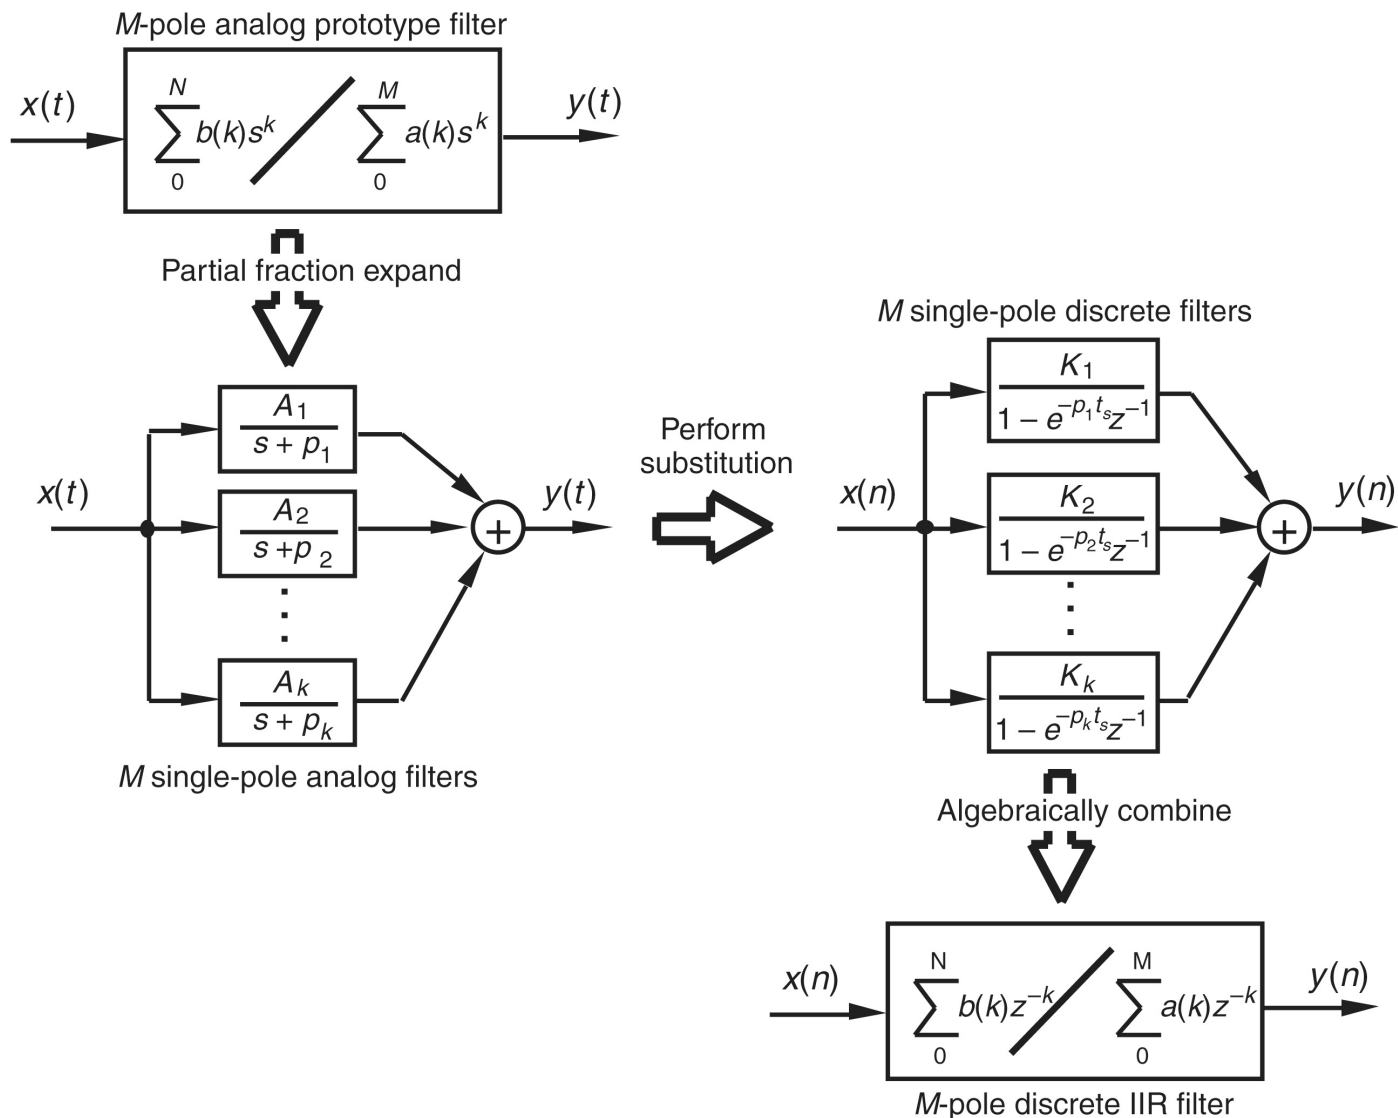 M-pole analog prototype filter
x(t)
N
∑ b(k)s^k / M ∑ a(k)s^k
0 0
y(t)
Partial fraction expand
x(t)
A1
s + p1
A2
s +p 2
Ak
s + pk
+
y(t)
M single-pole analog filters
Perform
substitution
M single-pole discrete filters
x(n)
K1
1 – e^–p1ts z^–1
K2
1 – e^–p2ts z^–1
Kk
1 – e^–pkts z^–1
+
y(n)
Algebraically combine
x(n)
N
∑ b(k)z^–k / M ∑ a(k)z^–k
0 0
y(n)
M-pole discrete IIR filter